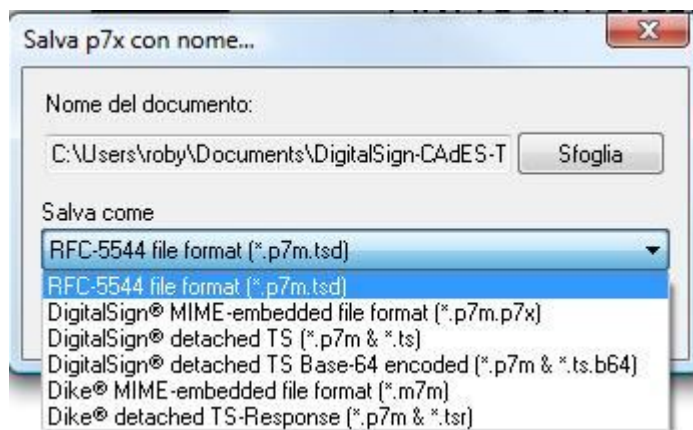 Salva p7x con nome...
Nome del documento:
C:\Users\roby\Documents\DigitalSign-CAdES-T
Sfoglia
Salva come
RFC-5544 file format (*.p7m.tsd)
RFC-5544 file format (*.p7m.tsd)
DigitalSign® MIME-embedded file format (*.p7m.p7x)
DigitalSign® detached TS (*.p7m & *.ts)
DigitalSign® detached TS Base-64 encoded (*.p7m & *.ts.b64)
Dike® MIME-embedded file format (*.m7m)
Dike® detached TS-Response (*.p7m & *.tsr)